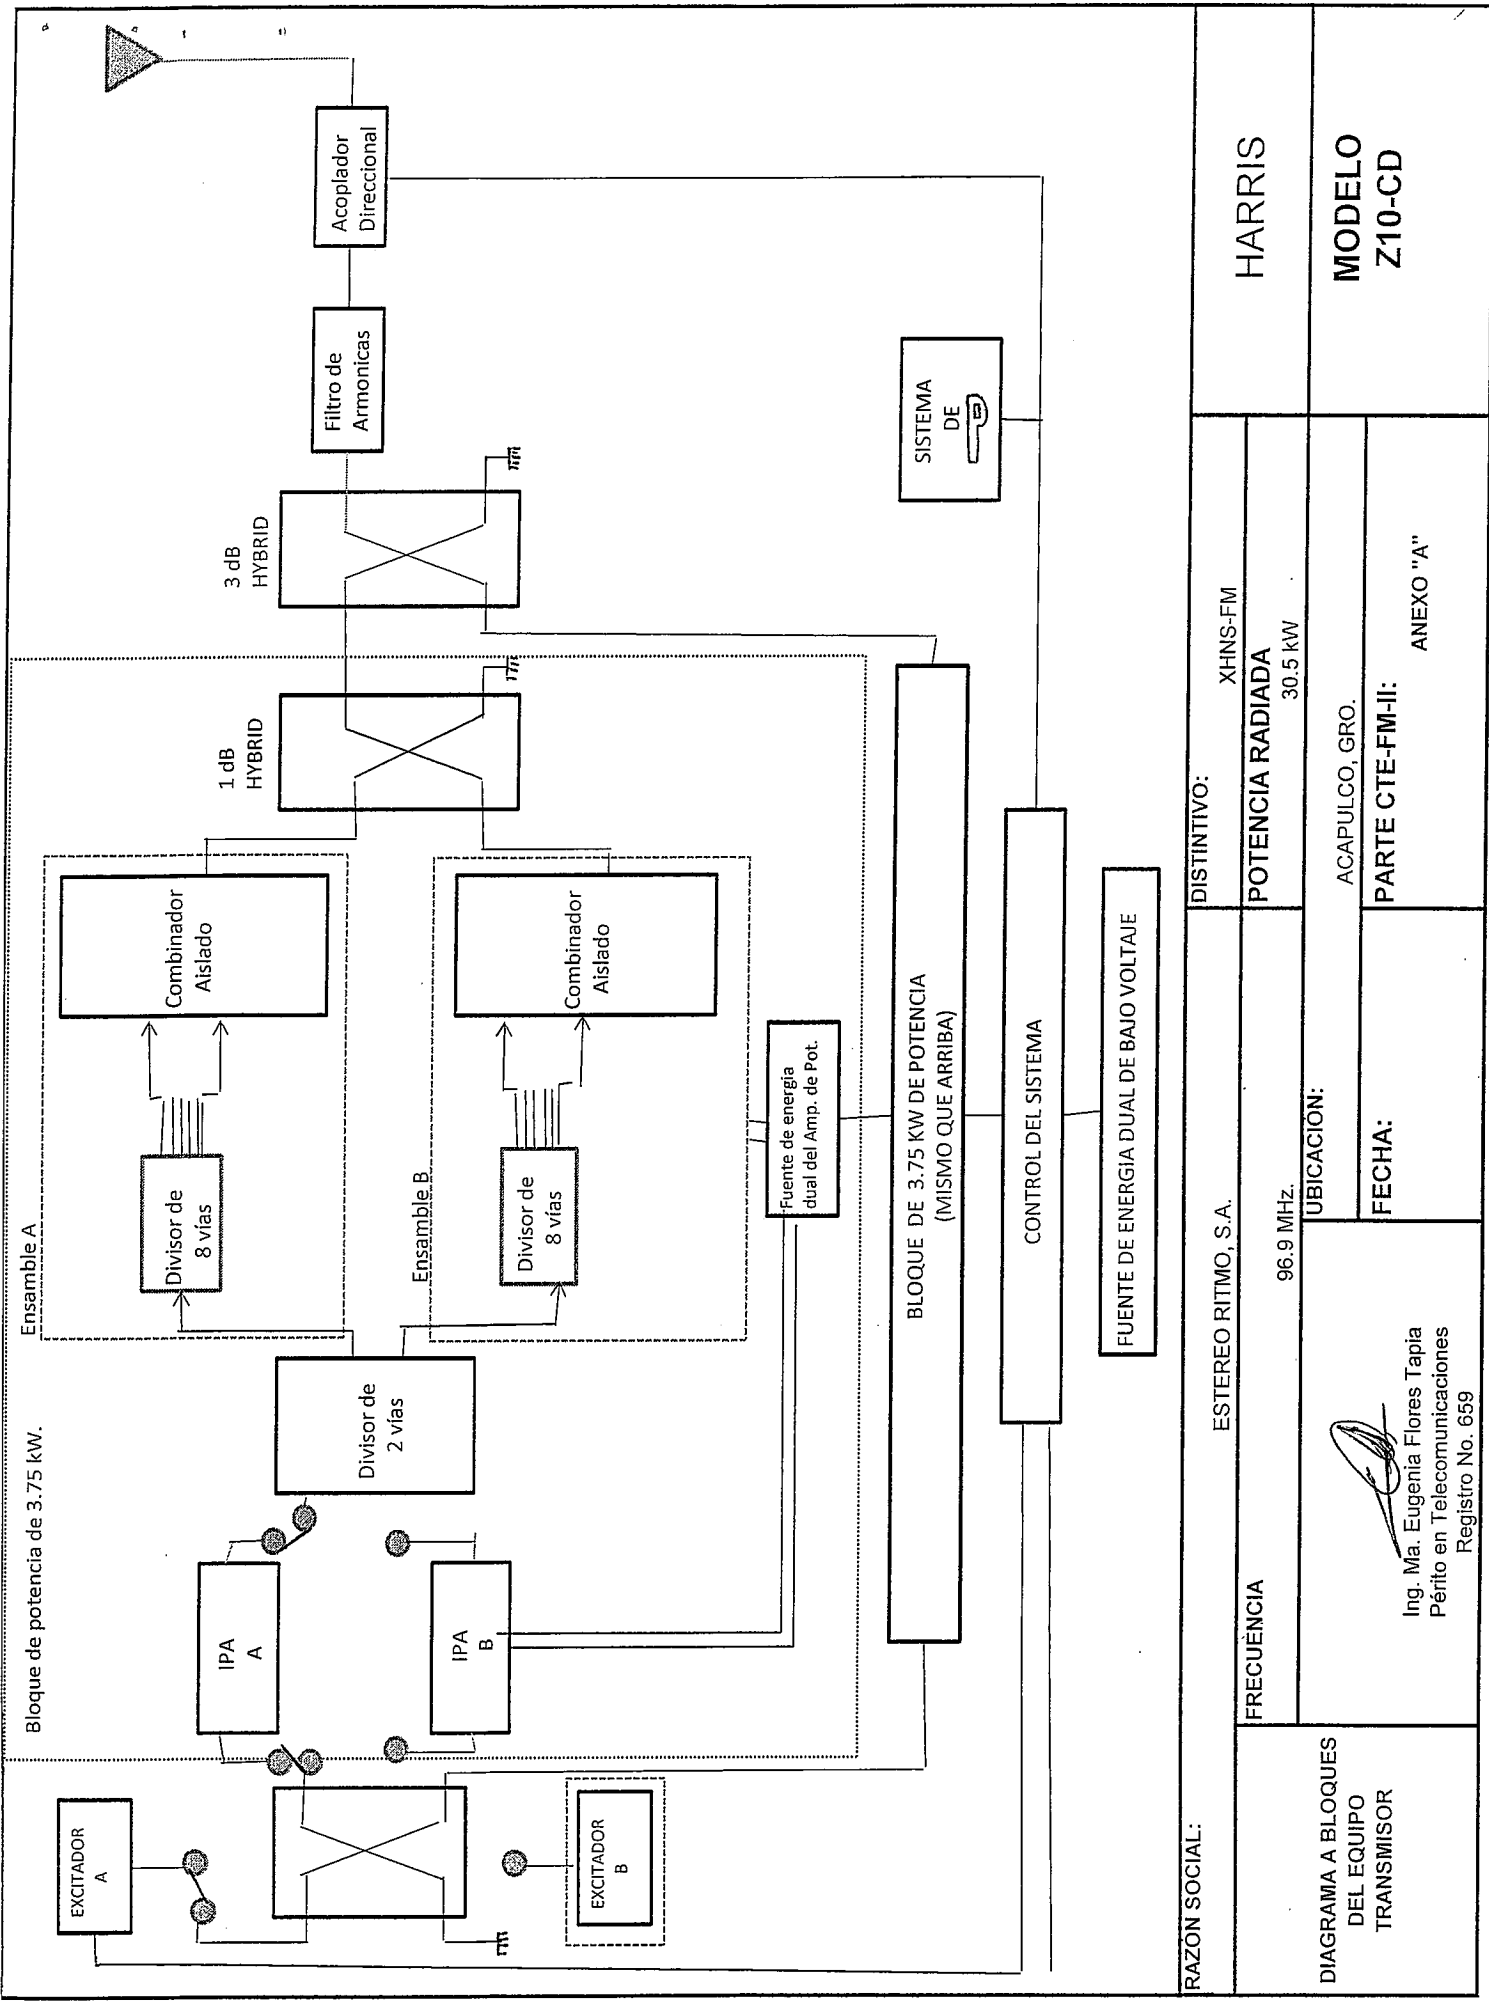 Bloque de potencia de 3.75 kW.
Ensamble A
EXCITADOR
A
IPA
A
Divisor de
2 vías
Divisor de
8 vías
Combinador
Aislado
1 dB
HYBRID
3 dB
HYBRID
Filtro de
Armonicas
Acoplador
Direccional
EXCITADOR
B
IPA
B
Ensamble B
Divisor de
8 vías
Combinador
Aislado
Fuente de energia
dual del Amp. de Pot.
BLOQUE DE 3.75 KW DE POTENCIA
(MISMO QUE ARRIBA)
SISTEMA
DE
CONTROL DEL SISTEMA
FUENTE DE ENERGIA DUAL DE BAJO VOLTAJE
RAZON SOCIAL:
ESTEREO RITMO, S.A.
DISTINTIVO:
XHNS-FM
HARRIS
FRECUENCIA
96.9 MHz.
POTENCIA RADIADA
30.5 kW
DIAGRAMA A BLOQUES
DEL EQUIPO
TRANSMISOR
UBICACION:
ACAPULCO, GRO.
MODELO
Z10-CD
Ing. Ma. Eugenia Flores Tapia
Périto en Telecomunicaciones
Registro No. 659
FECHA:
PARTE CTE-FM-II:
ANEXO "A"